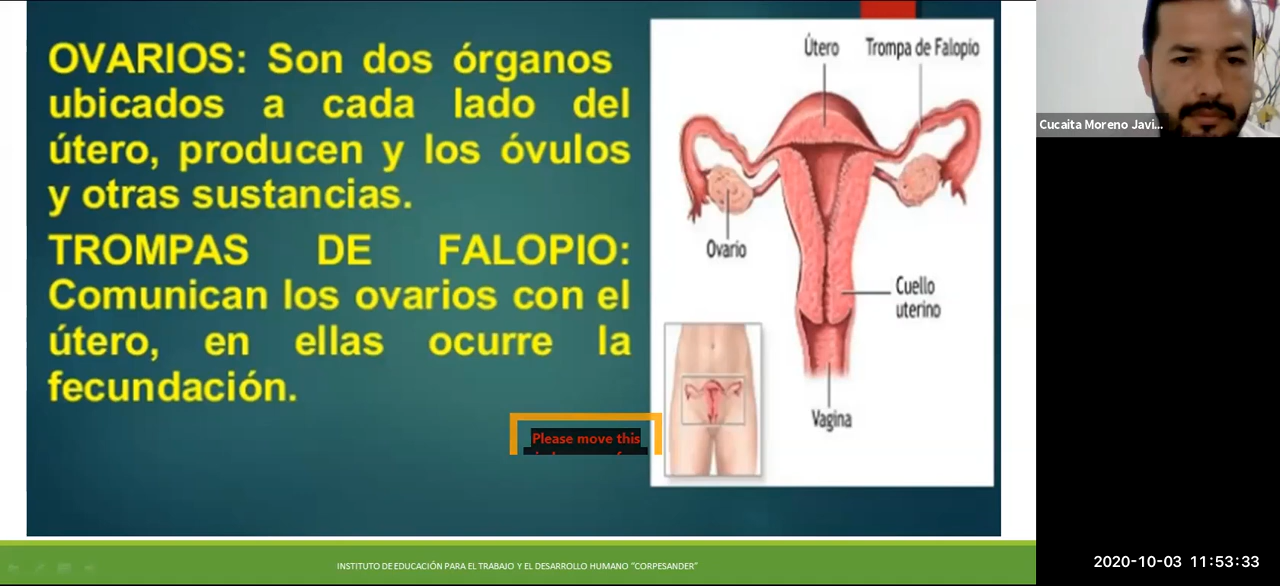 OVARIOS: Son dos órganos
ubicados a cada lado del
útero, producen y los óvulos
y otras sustancias.
TROMPAS DE FALOPIO:
Comunican los ovarios con el
útero, en ellas ocurre la
fecundación.
Útero
Trompa de Falopio
Ovario
Cuello
uterino
Vagina
Please move this
Cucaita Moreno Javi...
INSTITUTO DE EDUCACIÓN PARA EL TRABAJO Y EL DESARROLLO HUMANO “CORPESANDER”
2020-10-03 11:53:33